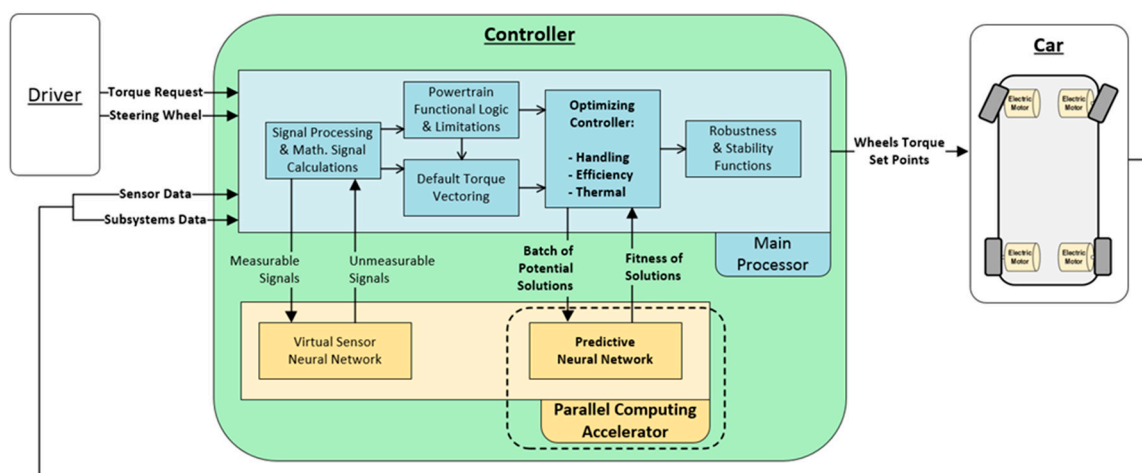 Controller
Driver
Torque Request
Steering Wheel
Sensor Data
Subsystems Data
Signal Processing
& Math. Signal
Calculations
Powertrain
Functional Logic
& Limitations
Default Torque
Vectoring
Optimizing
Controller:
- Handling
- Efficiency
- Thermal
Robustness
& Stability
Functions
Main
Processor
Measurable
Signals
Unmeasurable
Signals
Batch of
Potential
Solutions
Fitness of
Solutions
Virtual Sensor
Neural Network
Predictive
Neural Network
Parallel Computing
Accelerator
Wheels Torque
Set Points
Car
Electric
Motor
Electric
Motor
Electric
Motor
Electric
Motor